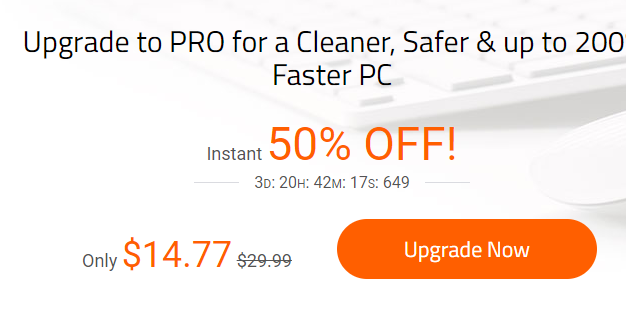 Upgrade to PRO for a Cleaner, Safer & up to 200
Faster PC
Instant 50% OFF!
3D: 20H: 42M: 17S: 649
Only $14.77 $29.99
Upgrade Now